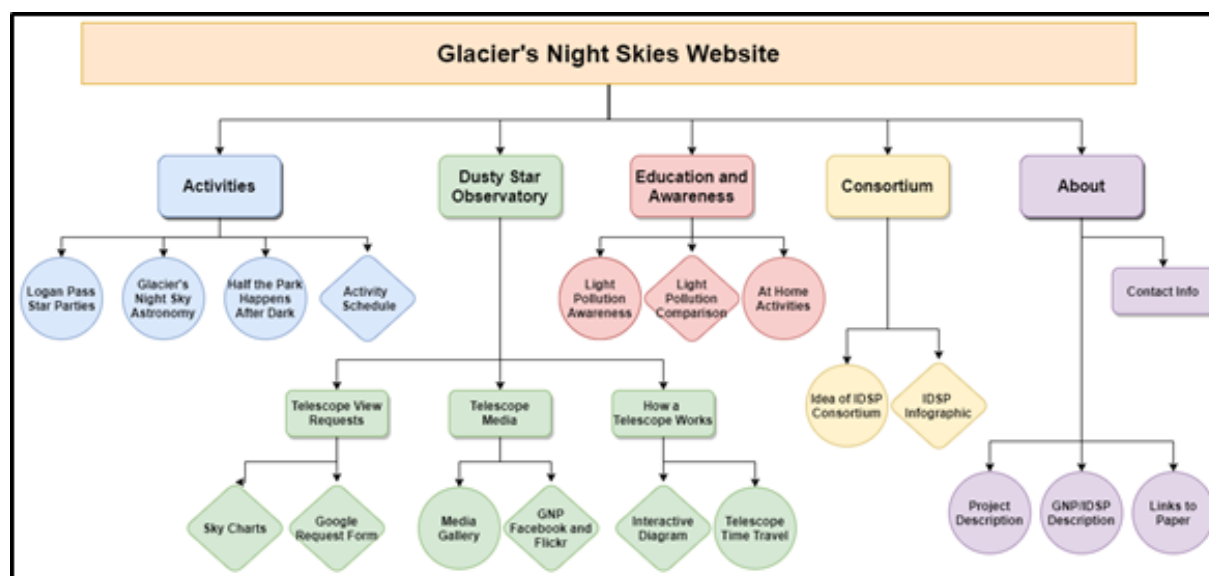 Glacier's Night Skies Website
Activities
Dusty Star
Observatory
Education and
Awareness
Consortium
About
Logan Pass
Star Parties
Glacier's
Night Sky
Astronomy
Half the Park
Happens
After Dark
Activity
Schedule
Light
Pollution
Awareness
Light
Pollution
Comparison
At Home
Activities
Contact Info
Telescope View
Requests
Telescope
Media
How a
Telescope Works
Idea of IDSP
Consortium
IDSP
Infographic
Sky Charts
Google
Request Form
Media
Gallery
GNP
Facebook and
Flickr
Interactive
Diagram
Telescope
Time Travel
Project
Description
GNP/IDSP
Description
Links to
Paper